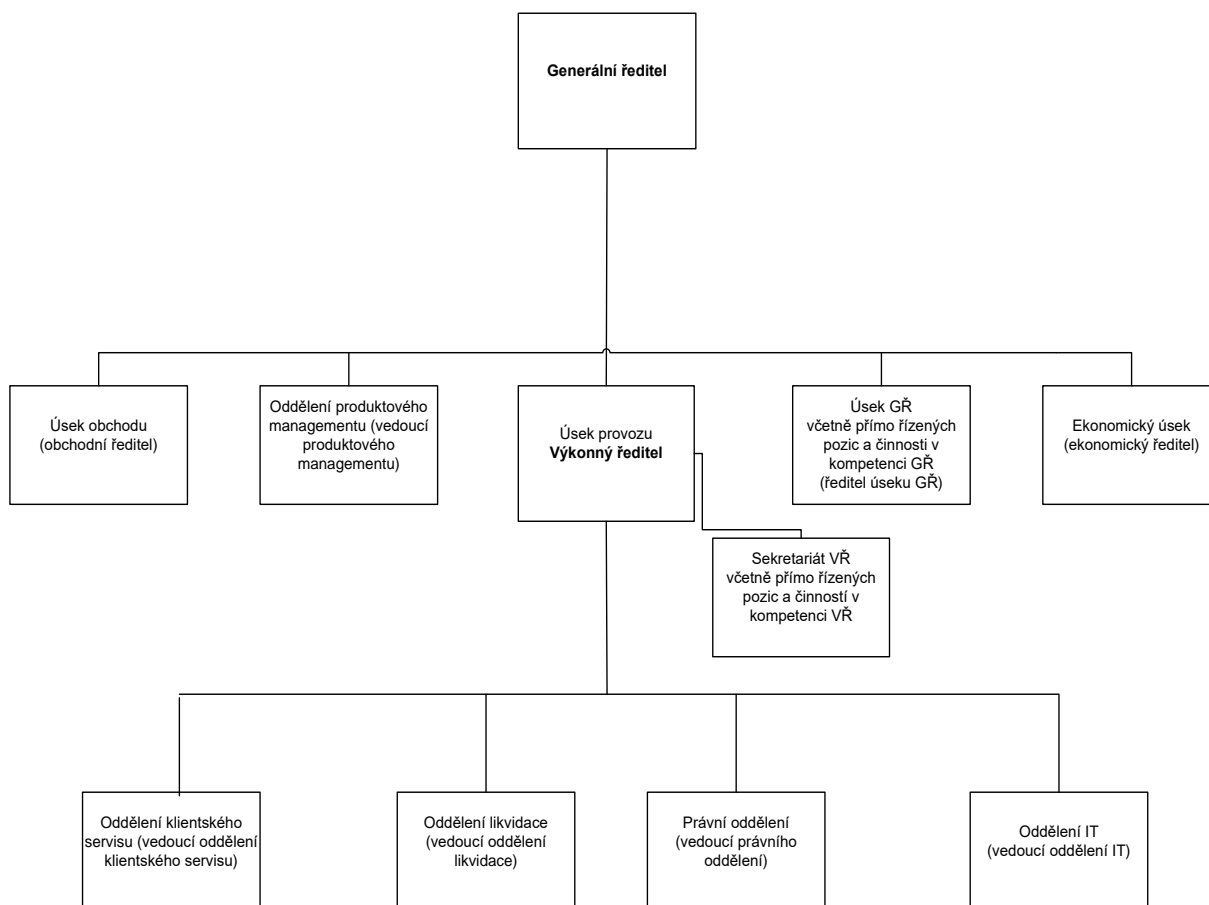 Generální ředitel
Úsek obchodu
(obchodní ředitel)
Oddělení produktového
managementu (vedoucí
produktového
managementu)
Úsek provozu
Výkonný ředitel
Úsek GŘ
včetně přímo řízených
pozic a činnosti v
kompetenci GŘ
(ředitel úseku GŘ)
Ekonomický úsek
(ekonomický ředitel)
Sekretariát VŘ
včetně přímo řízených
pozic a činností v
kompetenci VŘ
Oddělení klientského
servisu (vedoucí oddělení
klientského servisu)
Oddělení likvidace
(vedoucí oddělení
likvidace)
Právní oddělení
(vedoucí právního
oddělení)
Oddělení IT
(vedoucí oddělení IT)